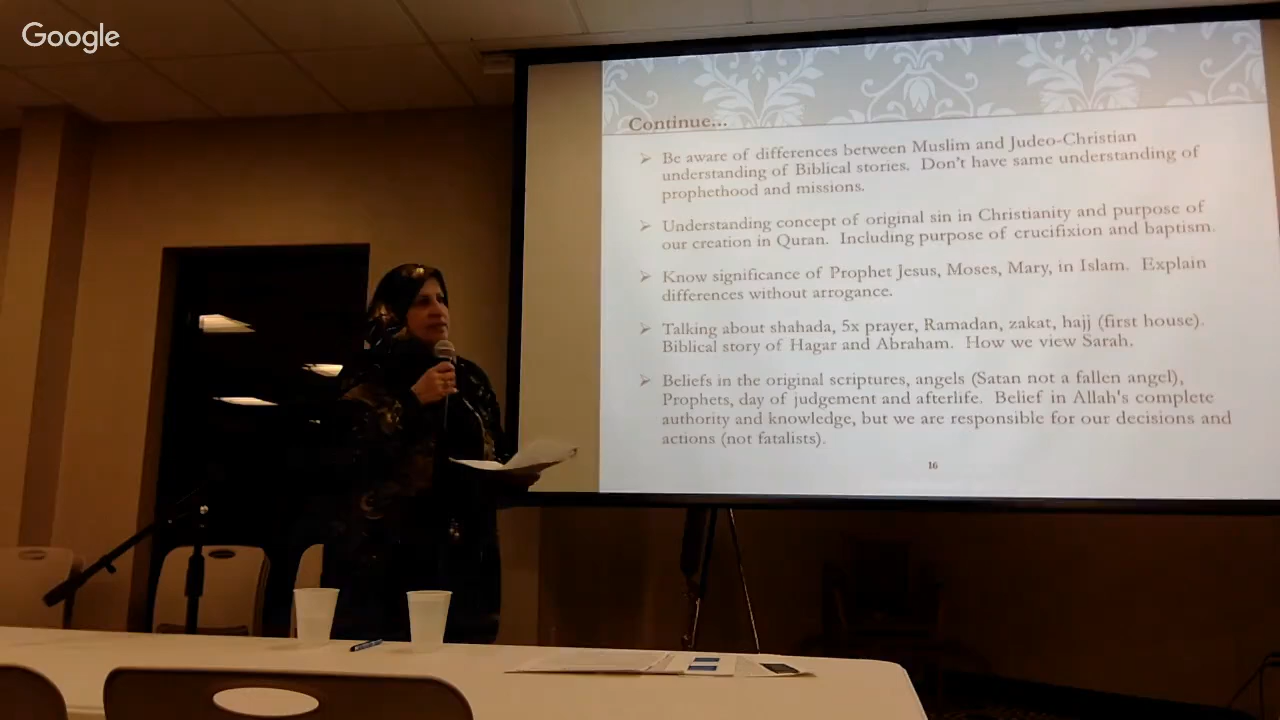 Google
Continue...
Be aware of differences between Muslim and Judeo-Christian
understanding of Biblical stories. Don't have same understanding of
prophethood and missions.
Understanding concept of original sin in Christianity and purpose of
our creation in Quran. Including purpose of crucifixion and baptism.
Know significance of Prophet Jesus, Moses, Mary, in Islam. Explain
differences without arrogance.
Talking about shahada, 5x prayer, Ramadan, zakat, hajj (first house).
Biblical story of Hagar and Abraham. How we view Sarah.
Beliefs in the original scriptures, angels (Satan not a fallen angel),
Prophets, day of judgement and afterlife. Belief in Allah's complete
authority and knowledge, but we are responsible for our decisions and
actions (not fatalists).
16